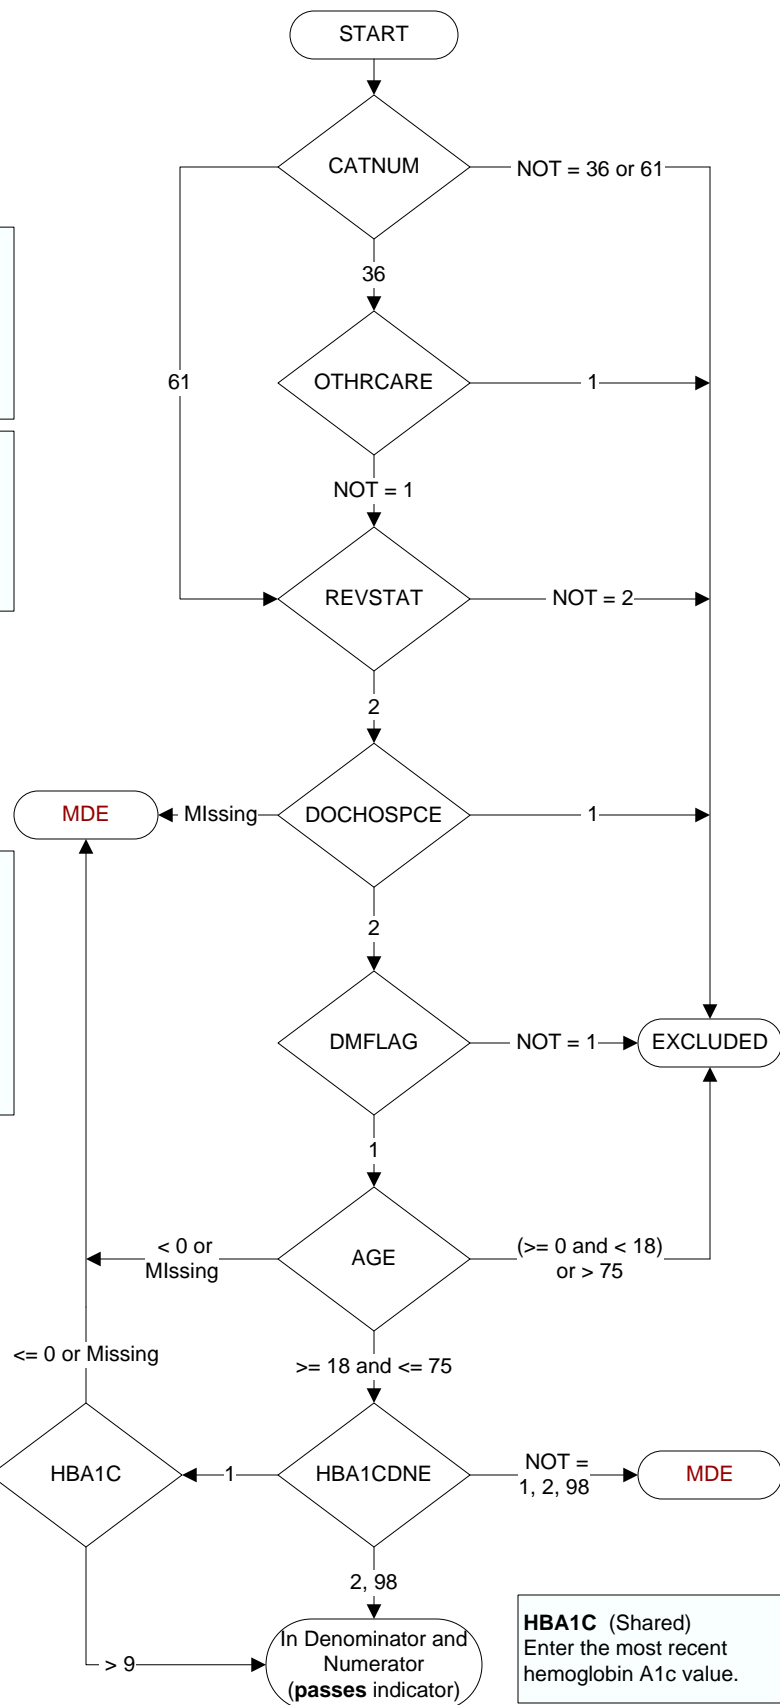 START
CATNUM
NOT = 36 or 61
36
61
OTHRCARE
1
NOT = 1
REVSTAT
NOT = 2
2
MDE
MIssing
DOCHOSPCE
1
2
DMFLAG
NOT = 1
EXCLUDED
1
< 0 or
MIssing
AGE
(>= 0 and < 18)
or > 75
<= 0 or Missing
>= 18 and <= 75
HBA1C
1
HBA1CDNE
NOT =
1, 2, 98
MDE
2, 98
> 9
In Denominator and
Numerator
(passes indicator)
HBA1C (Shared)
Enter the most recent
hemoglobin A1c value.